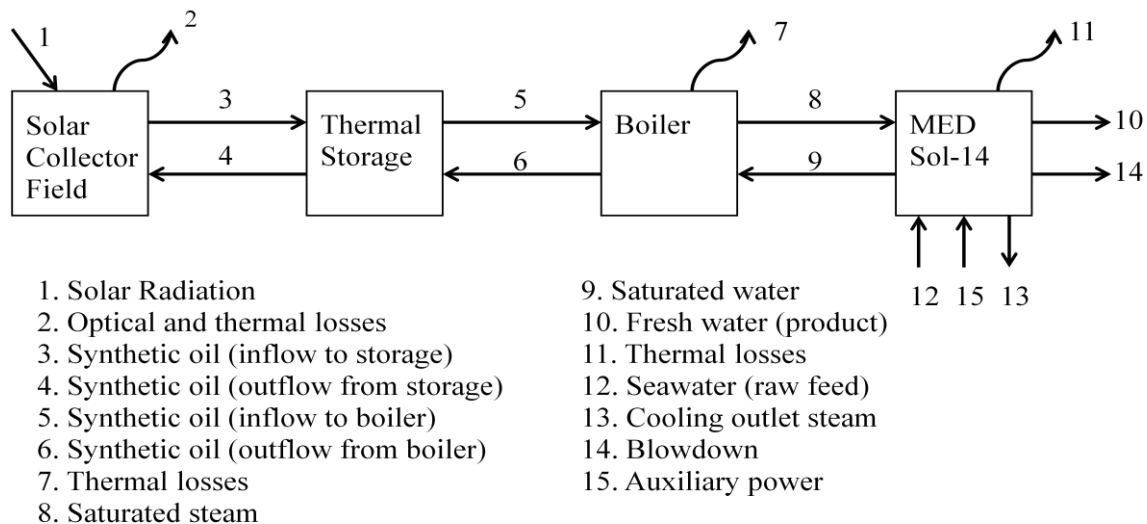 1
2
3
4
5
6
7
8
9
11
10
14
12
15
13
Solar
Collector
Field
Thermal
Storage
Boiler
MED
Sol-14
1. Solar Radiation
2. Optical and thermal losses
3. Synthetic oil (inflow to storage)
4. Synthetic oil (outflow from storage)
5. Synthetic oil (inflow to boiler)
6. Synthetic oil (outflow from boiler)
7. Thermal losses
8. Saturated steam
9. Saturated water
10. Fresh water (product)
11. Thermal losses
12. Seawater (raw feed)
13. Cooling outlet steam
14. Blowdown
15. Auxiliary power